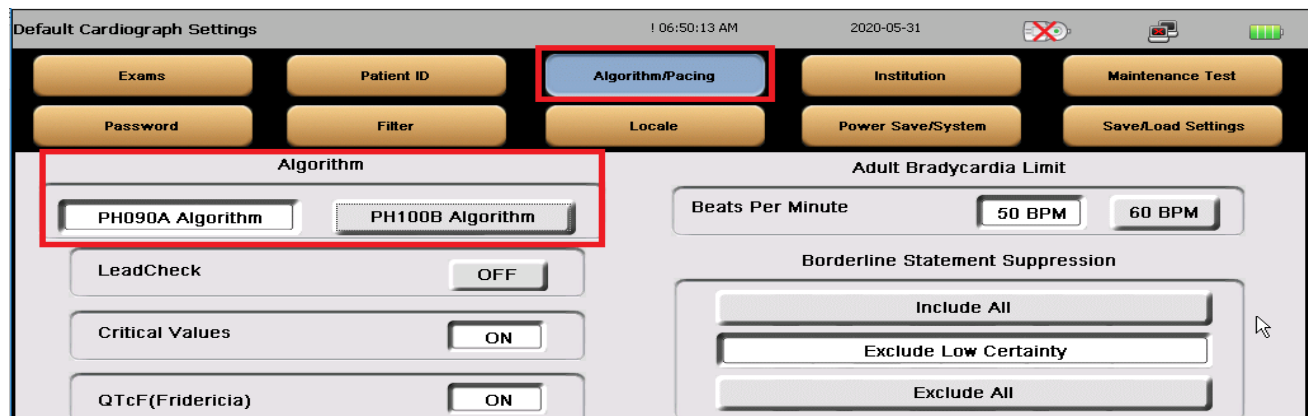 Default Cardiograph Settings ! 06:50:13 AM 2020-05-31
Exams Patient ID Algorithm/Pacing Institution Maintenance Test
Password Filter Locale Power Save/System Save/Load Settings
Algorithm
PH090A Algorithm PH100B Algorithm
LeadCheck OFF
Critical Values ON
QTcF(Fridericia) ON
Adult Bradycardia Limit
Beats Per Minute 50 BPM 60 BPM
Borderline Statement Suppression
Include All
Exclude Low Certainty
Exclude All